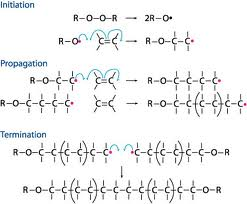 Initiation
R—O—O—R → 2R—O•
R—O• C=C → R—O—C—C•
Propagation
R—O—C—C• C=C → R—O—C—C—C—C•
R—O—C—C—C—C• C=C → R—O—C—C—(C—C)—C—C•
Termination
R—O—C—C—(C—C)—C—C• •C—C—(C—C)—C—C—O—R
R—O—C—C—(C—C)—C—C—C—C—(C—C)—C—C—O—R